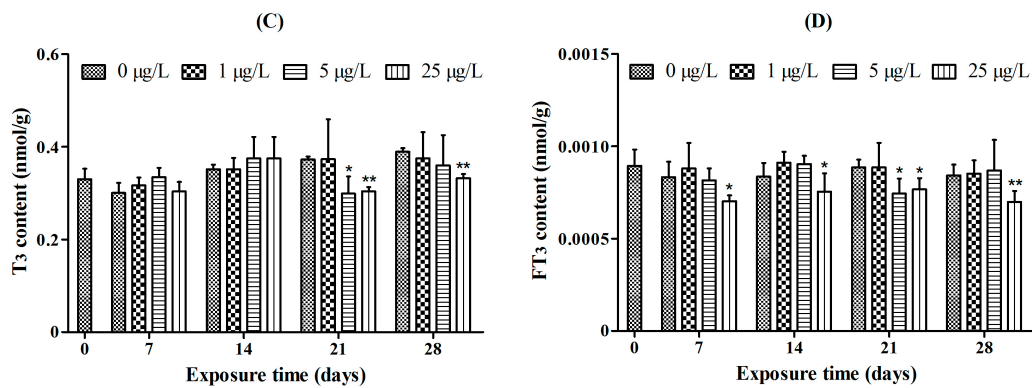 (C)
T3 content (nmol/g)
0.6
0.4
0.2
0
0 μg/L 1 μg/L 5 μg/L 25 μg/L
* ** **
0 7 14 21 28
Exposure time (days)
(D)
FT3 content (nmol/g)
0.0015
0.0010
0.0005
0
0 μg/L 1 μg/L 5 μg/L 25 μg/L
* * * * **
0 7 14 21 28
Exposure time (days)